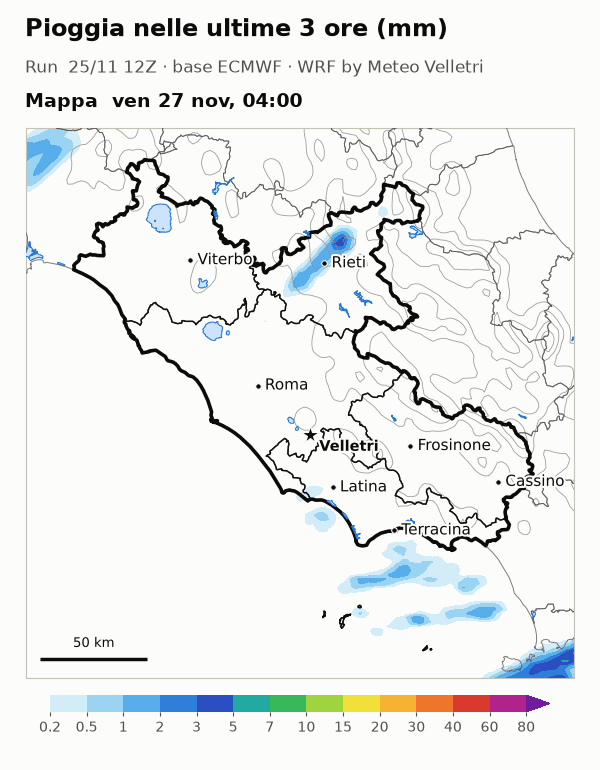 Pioggia nelle ultime 3 ore (mm)
Run  25/11 12Z · base ECMWF · WRF by Meteo Velletri
Mappa  ven 27 nov, 04:00
Viterbo
Rieti
Roma
Velletri
Frosinone
Latina
Cassino
Terracina
50 km
0.2 0.5 1 2 3 5 7 10 15 20 30 40 60 80